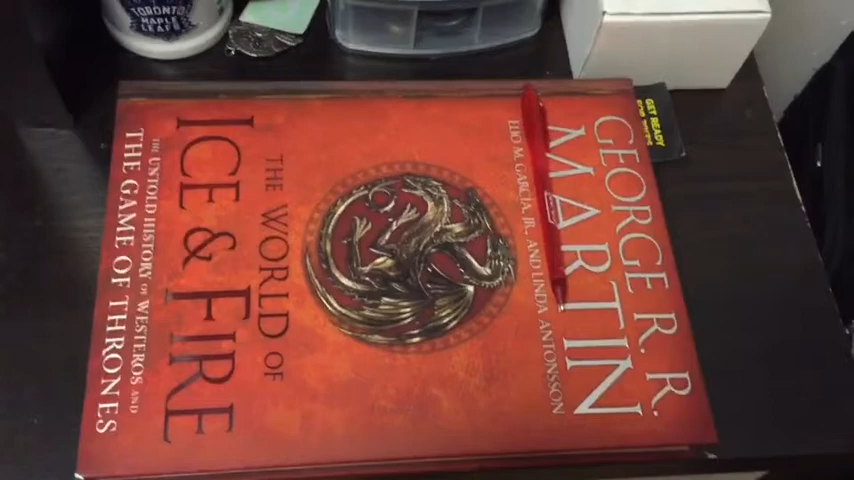 TORONTO
MAPLE
LEAFS
GET READY
GEORGE R. R.
MARTIN
ELIO M. GARCÍA, JR., AND LINDA ANTONSSON
THE WORLD OF
ICE & FIRE
THE UNTOLD HISTORY OF WESTEROS AND
THE GAME OF THRONES